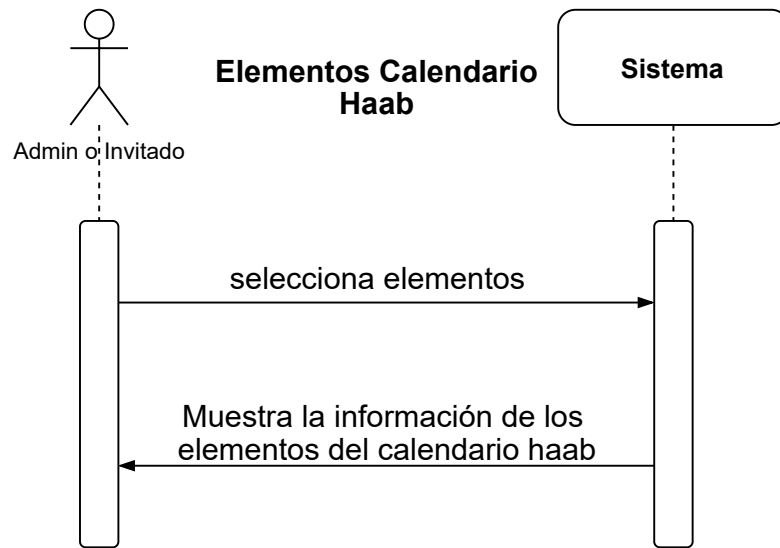 Elementos Calendario
Haab
Sistema
Admin o Invitado
selecciona elementos
Muestra la información de los
elementos del calendario haab